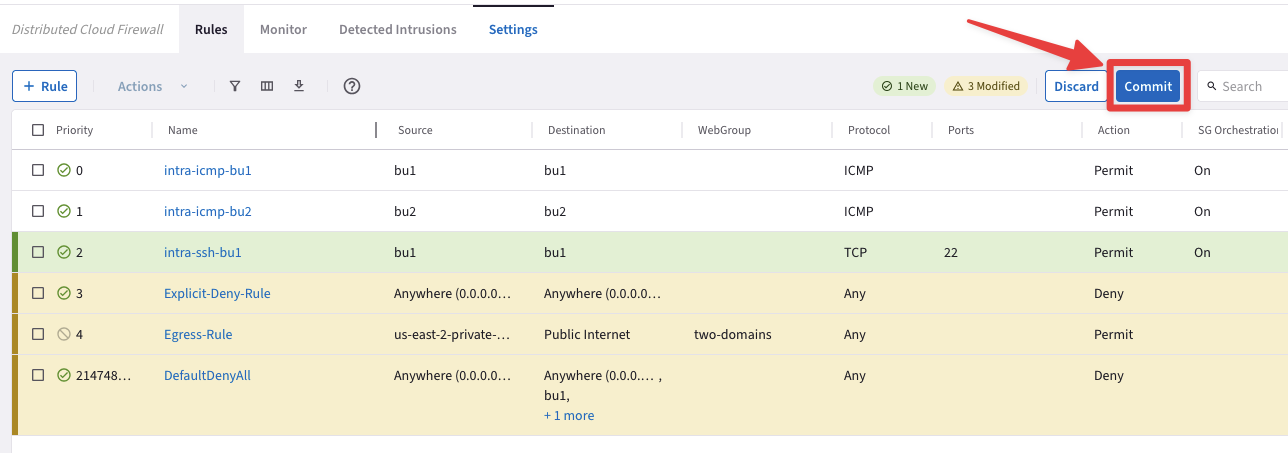 Distributed Cloud Firewall Rules Monitor Detected Intrusions Settings
+ Rule Actions 1 New 3 Modified Discard Commit Search
Priority Name Source Destination WebGroup Protocol Ports Action SG Orchestration
0 intra-icmp-bu1 bu1 bu1 ICMP Permit On
1 intra-icmp-bu2 bu2 bu2 ICMP Permit On
2 intra-ssh-bu1 bu1 bu1 TCP 22 Permit On
3 Explicit-Deny-Rule Anywhere (0.0.0.0... Anywhere (0.0.0.0... Any Deny
4 Egress-Rule us-east-2-private-... Public Internet two-domains Any Permit
214748... DefaultDenyAll Anywhere (0.0.0.0... Anywhere (0.0.0.... , Any Deny
bu1,
+ 1 more